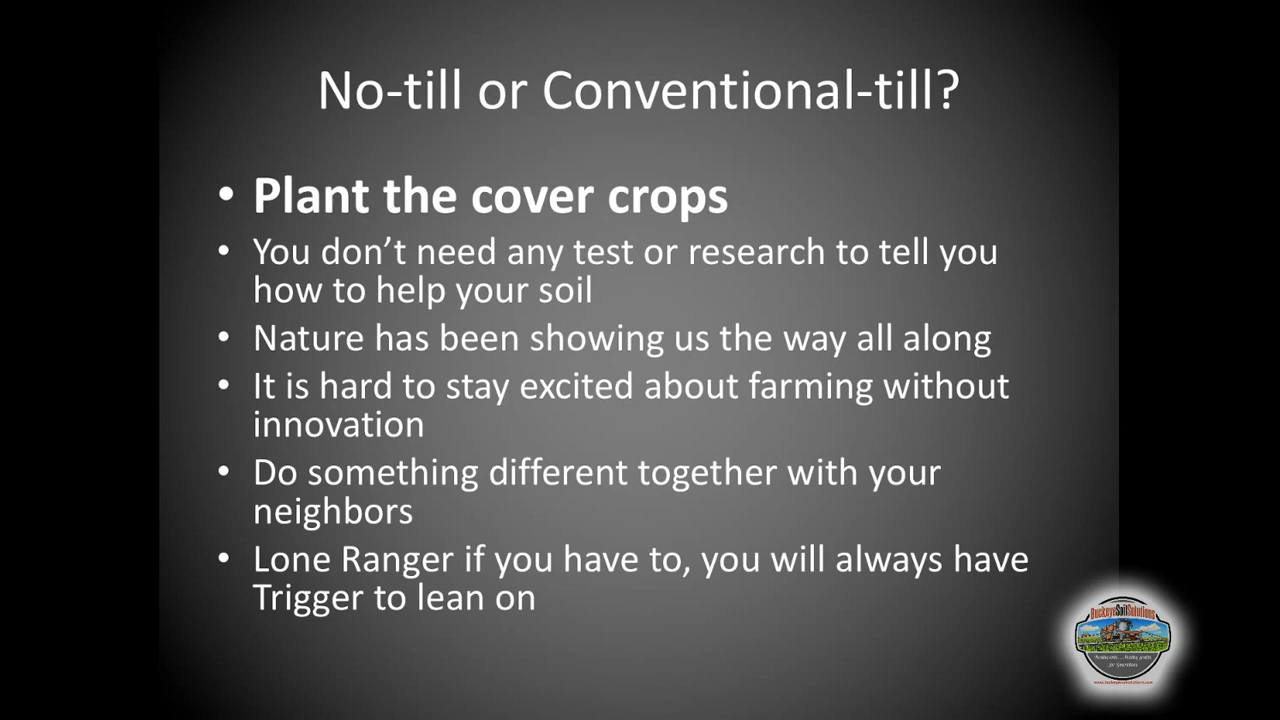 No-till or Conventional-till?
• Plant the cover crops
• You don’t need any test or research to tell you
how to help your soil
• Nature has been showing us the way all along
• It is hard to stay excited about farming without
innovation
• Do something different together with your
neighbors
• Lone Ranger if you have to, you will always have
Trigger to lean on
BuckeyeSoilSolutions
for Generations